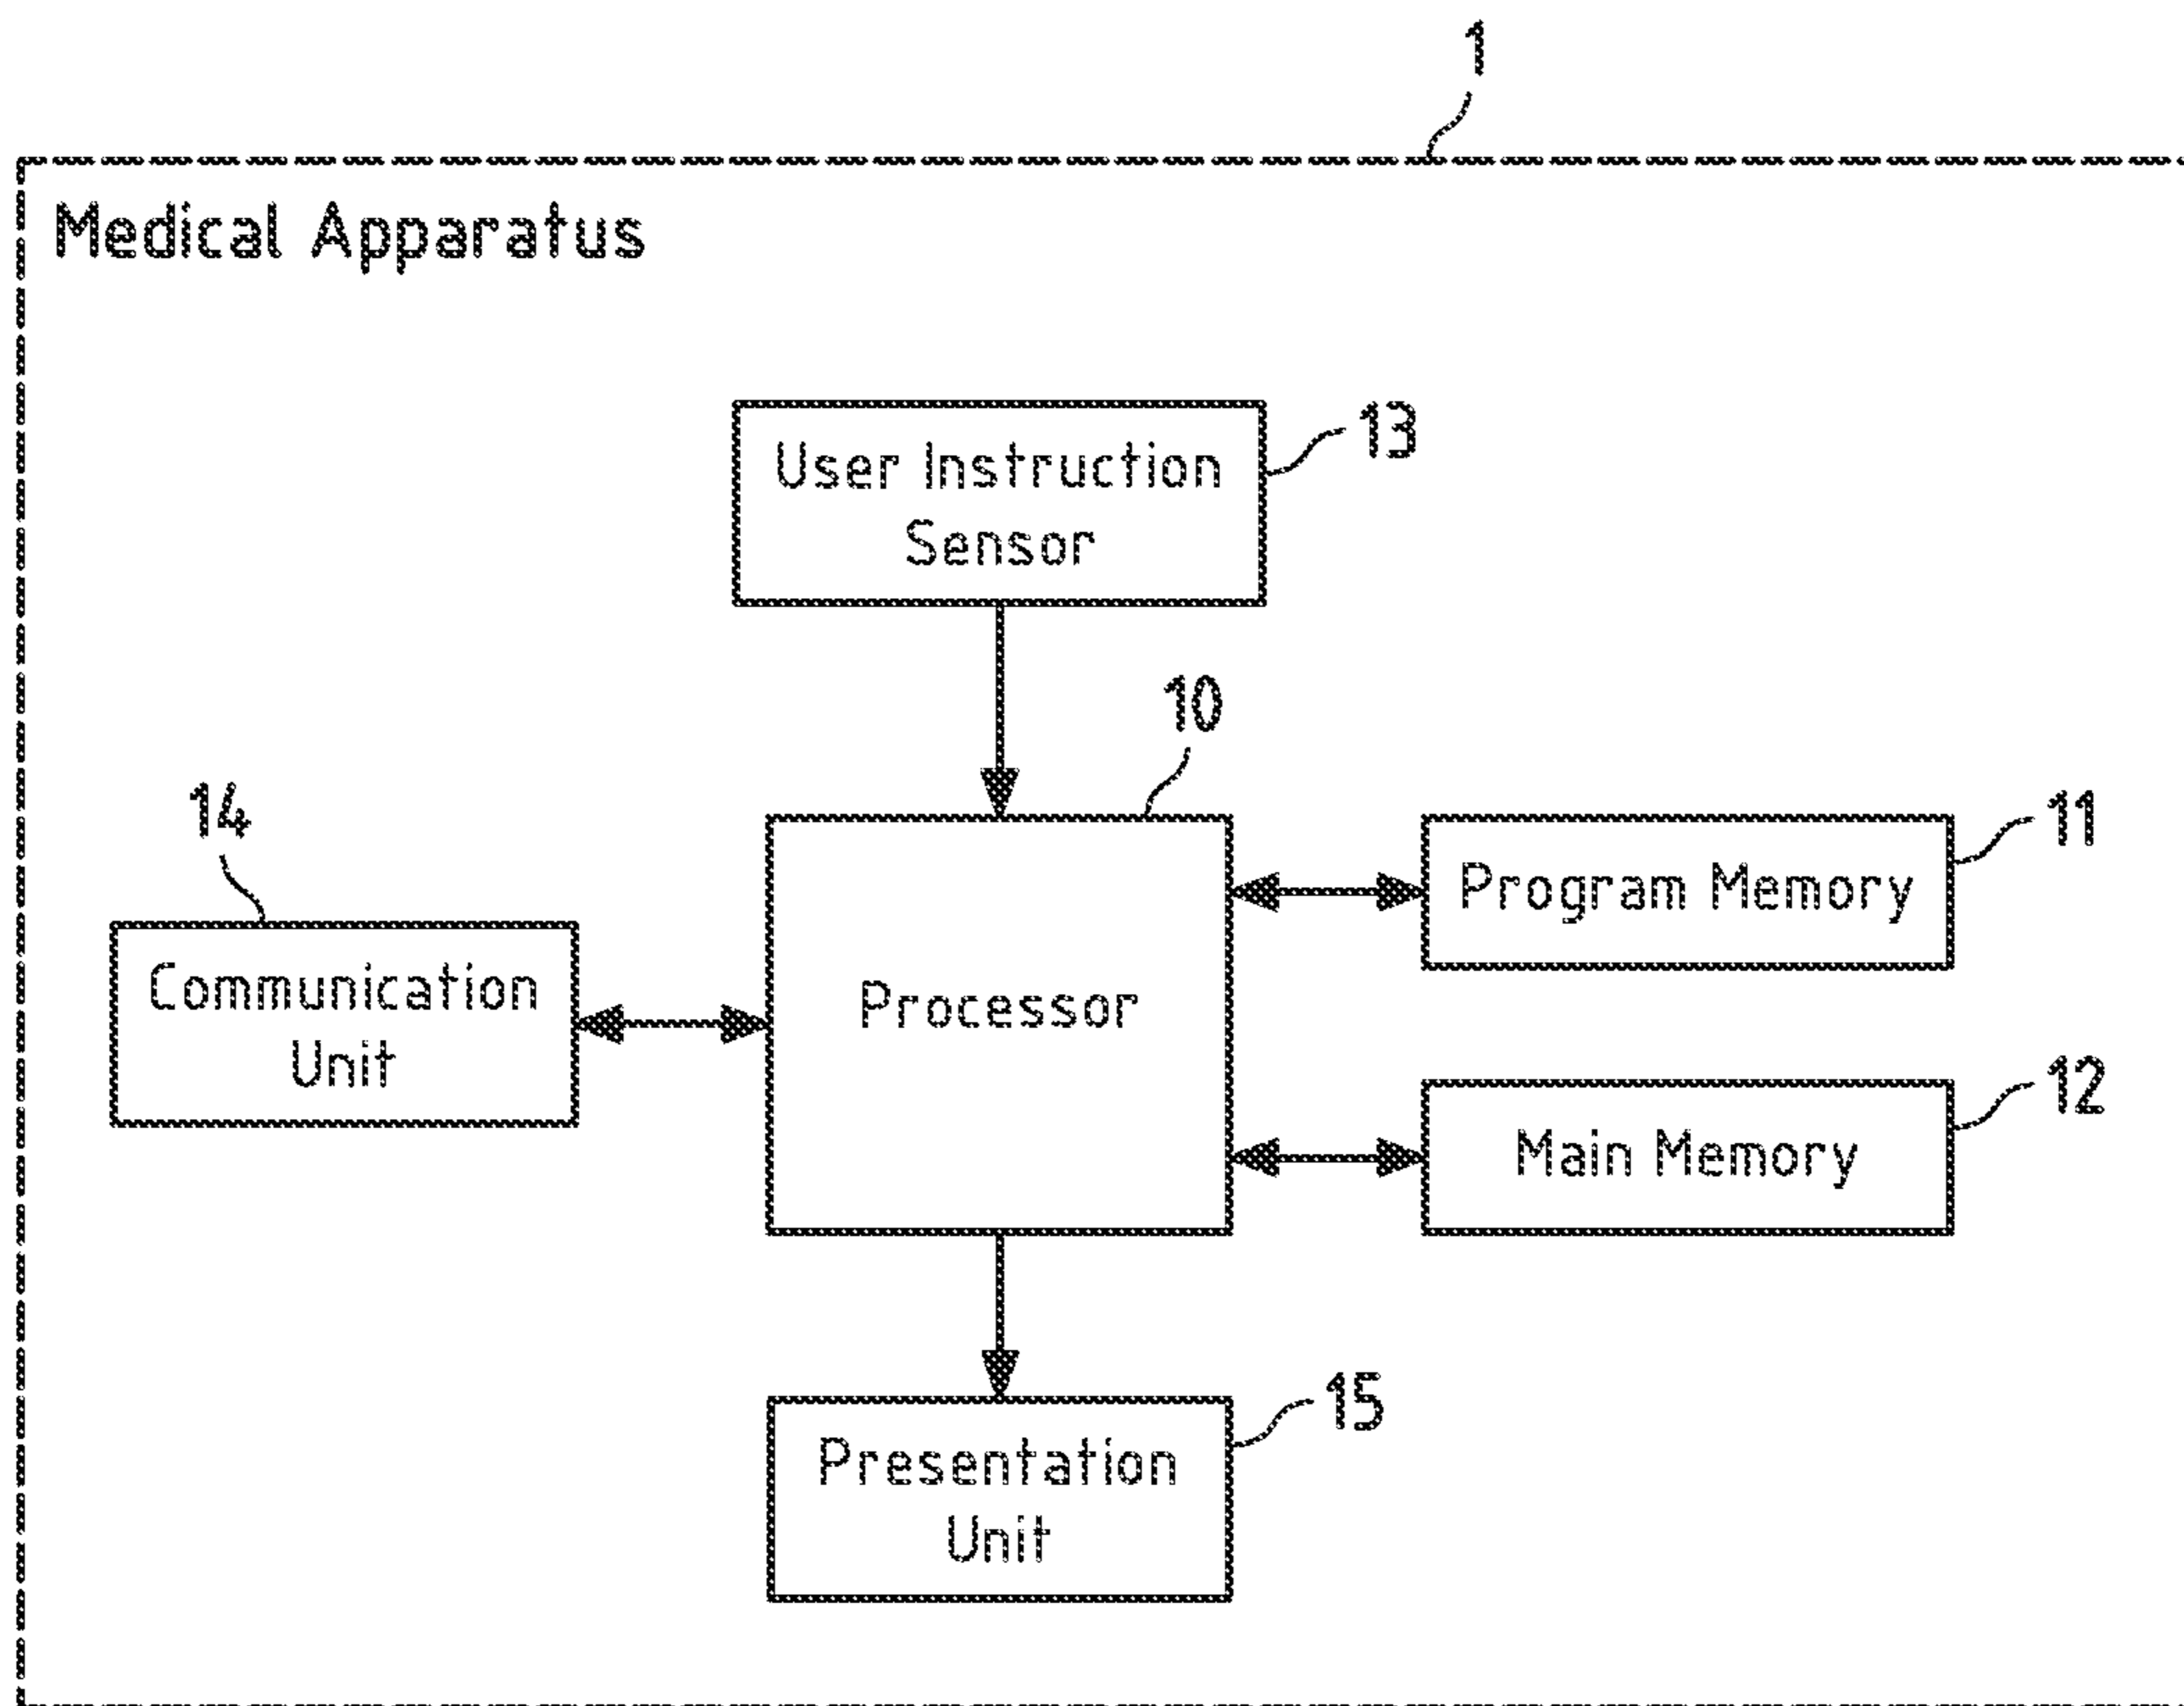 1
Medical Apparatus
13
User Instruction
Sensor
10
14
11
Program Memory
Communication
Unit
Processor
12
Main Memory
15
Presentation
Unit